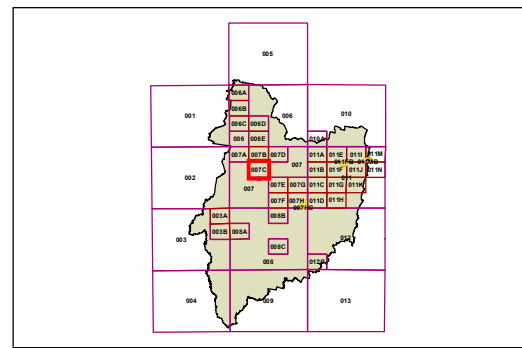 005
006A
006B
001 006C 006D 006 010
006 006E 010A
007A 007B 007D 011A 011E 011I 011M
007C 007 011B 011F 011J 011N
002 007 011
007E 007G 011C 011G 011K
007F 007H 011D 011H
003A 008B
003 003B 008A 012
008C
008
004 009 013